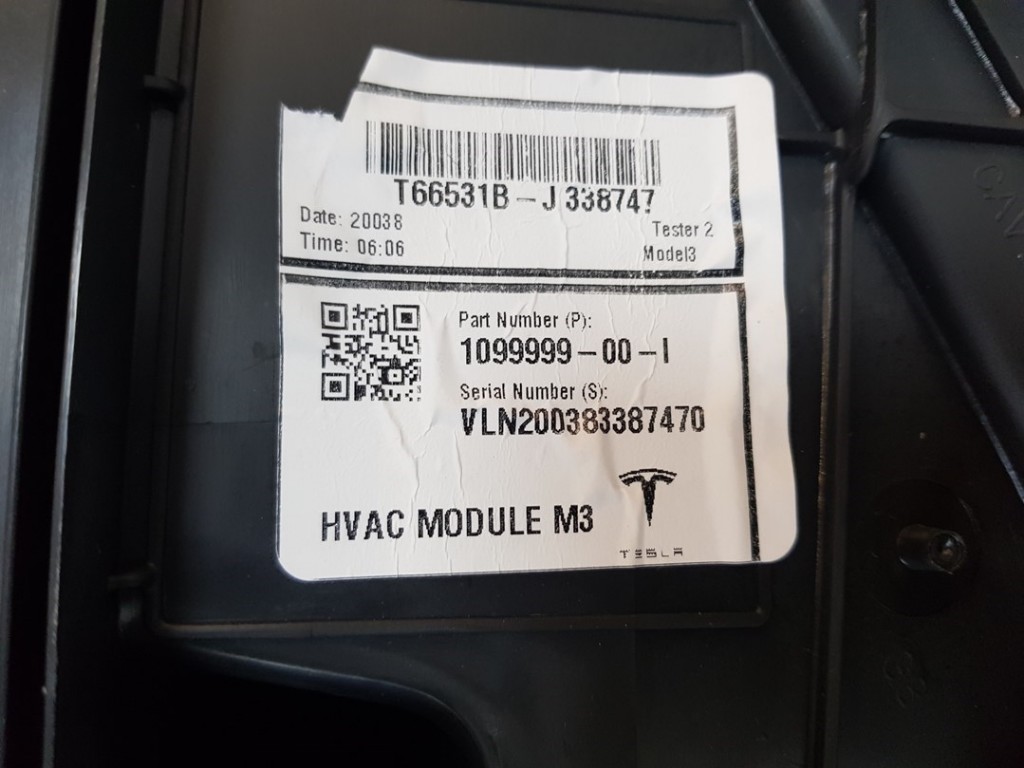 T66531B-J338747
Date: 20038
Tester 2
Time: 06:06
Model3
Part Number (P):
1099999-00-I
Serial Number (S):
VLN200383387470
HVAC MODULE M3
TESLA